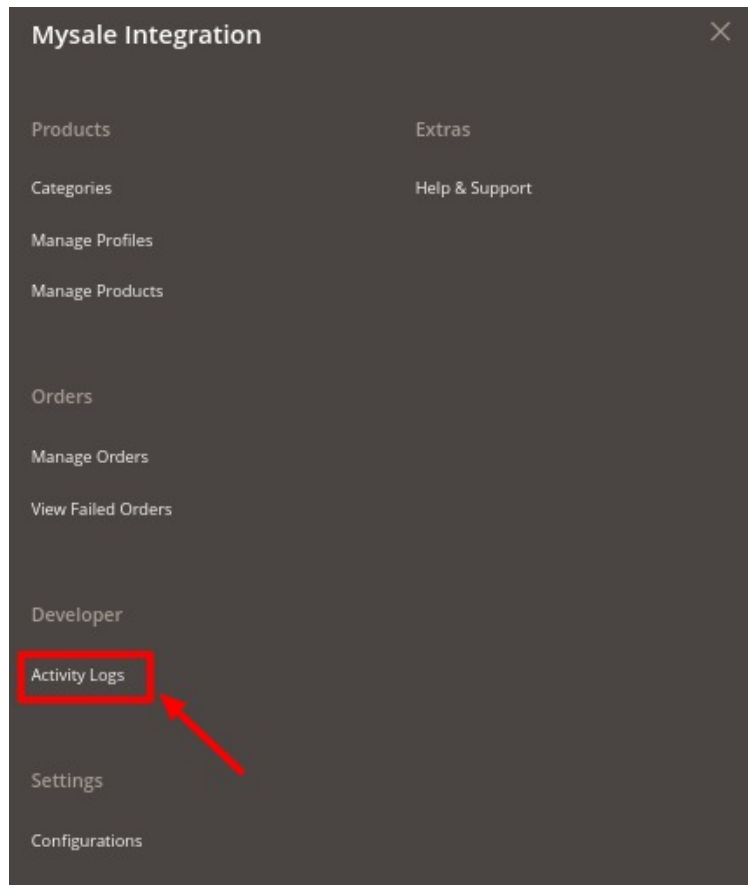 Mysale Integration
Products
Categories
Manage Profiles
Manage Products
Orders
Manage Orders
View Failed Orders
Developer
Activity Logs
Settings
Configurations
Extras
Help & Support